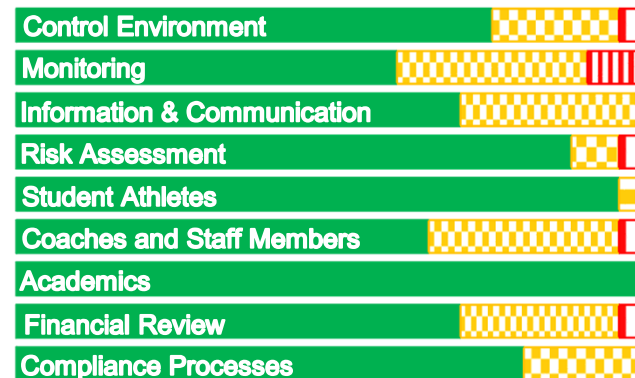 Control Environment
Monitoring
Information & Communication
Risk Assessment
Student Athletes
Coaches and Staff Members
Academics
Financial Review
Compliance Processes